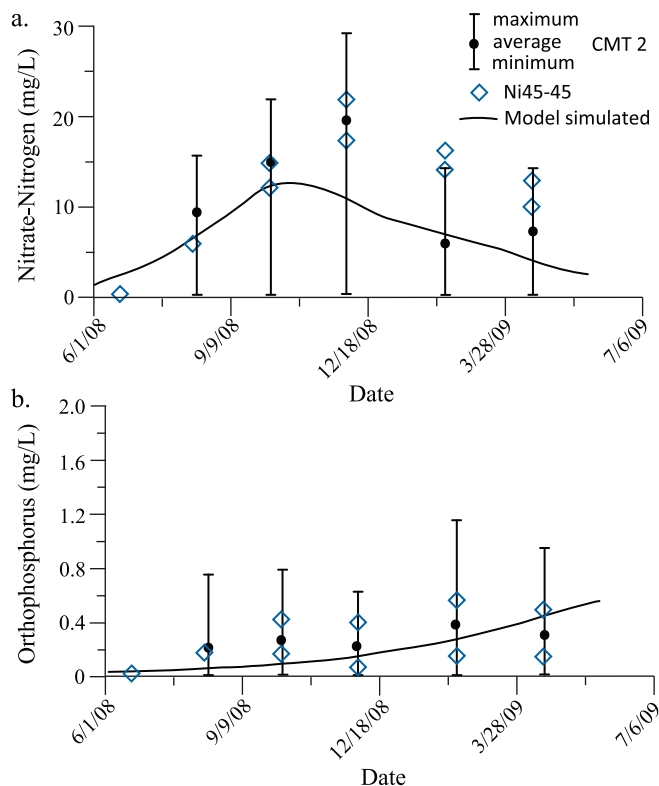 a.
maximum
average
minimum
CMT 2
Ni45-45
Model simulated
Nitrate-Nitrogen (mg/L)
30
20
10
0
6/1/08
9/9/08
12/18/08
3/28/09
7/6/09
Date
b.
Orthophosphorus (mg/L)
2.0
1.6
1.2
0.8
0.4
0
6/1/08
9/9/08
12/18/08
3/28/09
7/6/09
Date